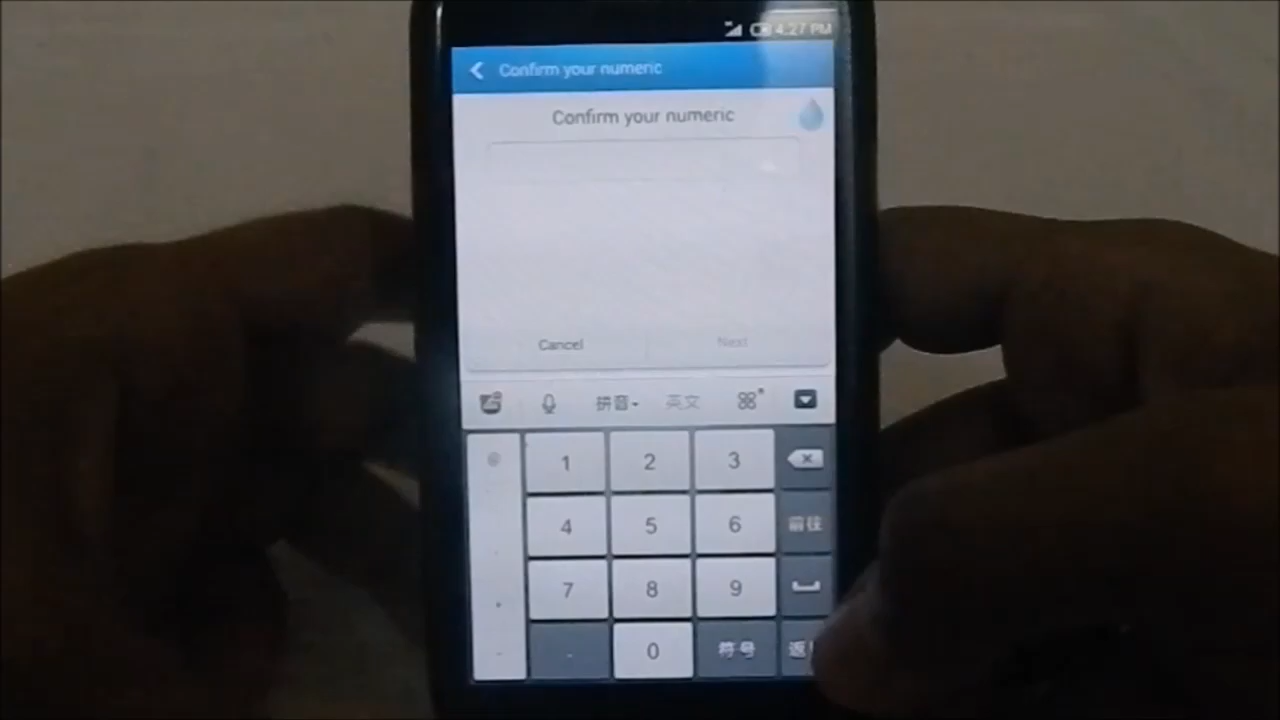 4:27 PM
Confirm your numeric
Confirm your numeric
Cancel Next
拼音 英文
@ 1 2 3
4 5 6 前往
7 8 9
0 符号